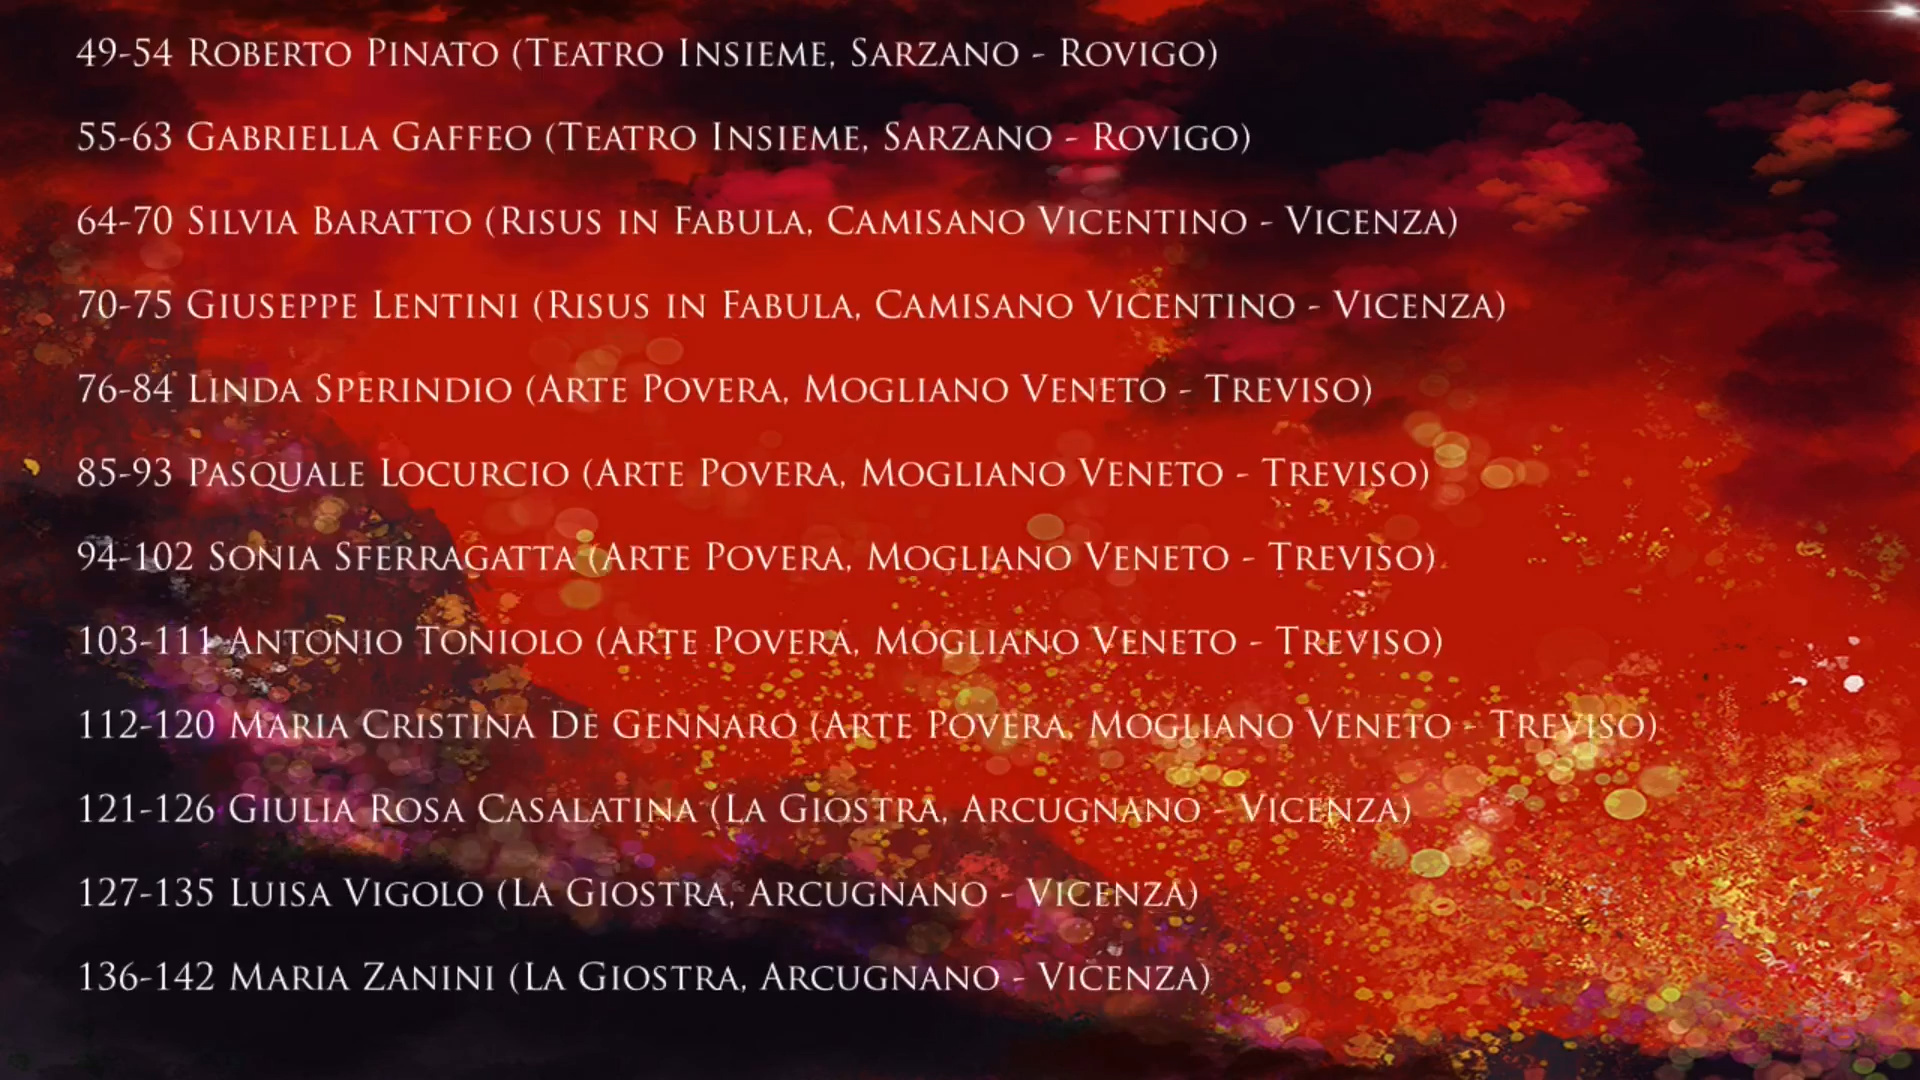 49-54 Roberto Pinato (Teatro Insieme, Sarzano - Rovigo)
55-63 Gabriella Gaffeo (Teatro Insieme, Sarzano - Rovigo)
64-70 Silvia Baratto (Risus in Fabula, Camisano Vicentino - Vicenza)
70-75 Giuseppe Lentini (Risus in Fabula, Camisano Vicentino - Vicenza)
76-84 Linda Sperindio (Arte Povera, Mogliano Veneto - Treviso)
85-93 Pasquale Locurcio (Arte Povera, Mogliano Veneto - Treviso)
94-102 Sonia Sferragatta (Arte Povera, Mogliano Veneto - Treviso)
103-111 Antonio Toniolo (Arte Povera, Mogliano Veneto - Treviso)
112-120 Maria Cristina De Gennaro (Arte Povera, Mogliano Veneto - Treviso)
121-126 Giulia Rosa Casalatina (La Giostra, Arcugnano - Vicenza)
127-135 Luisa Vigolo (La Giostra, Arcugnano - Vicenza)
136-142 Maria Zanini (La Giostra, Arcugnano - Vicenza)